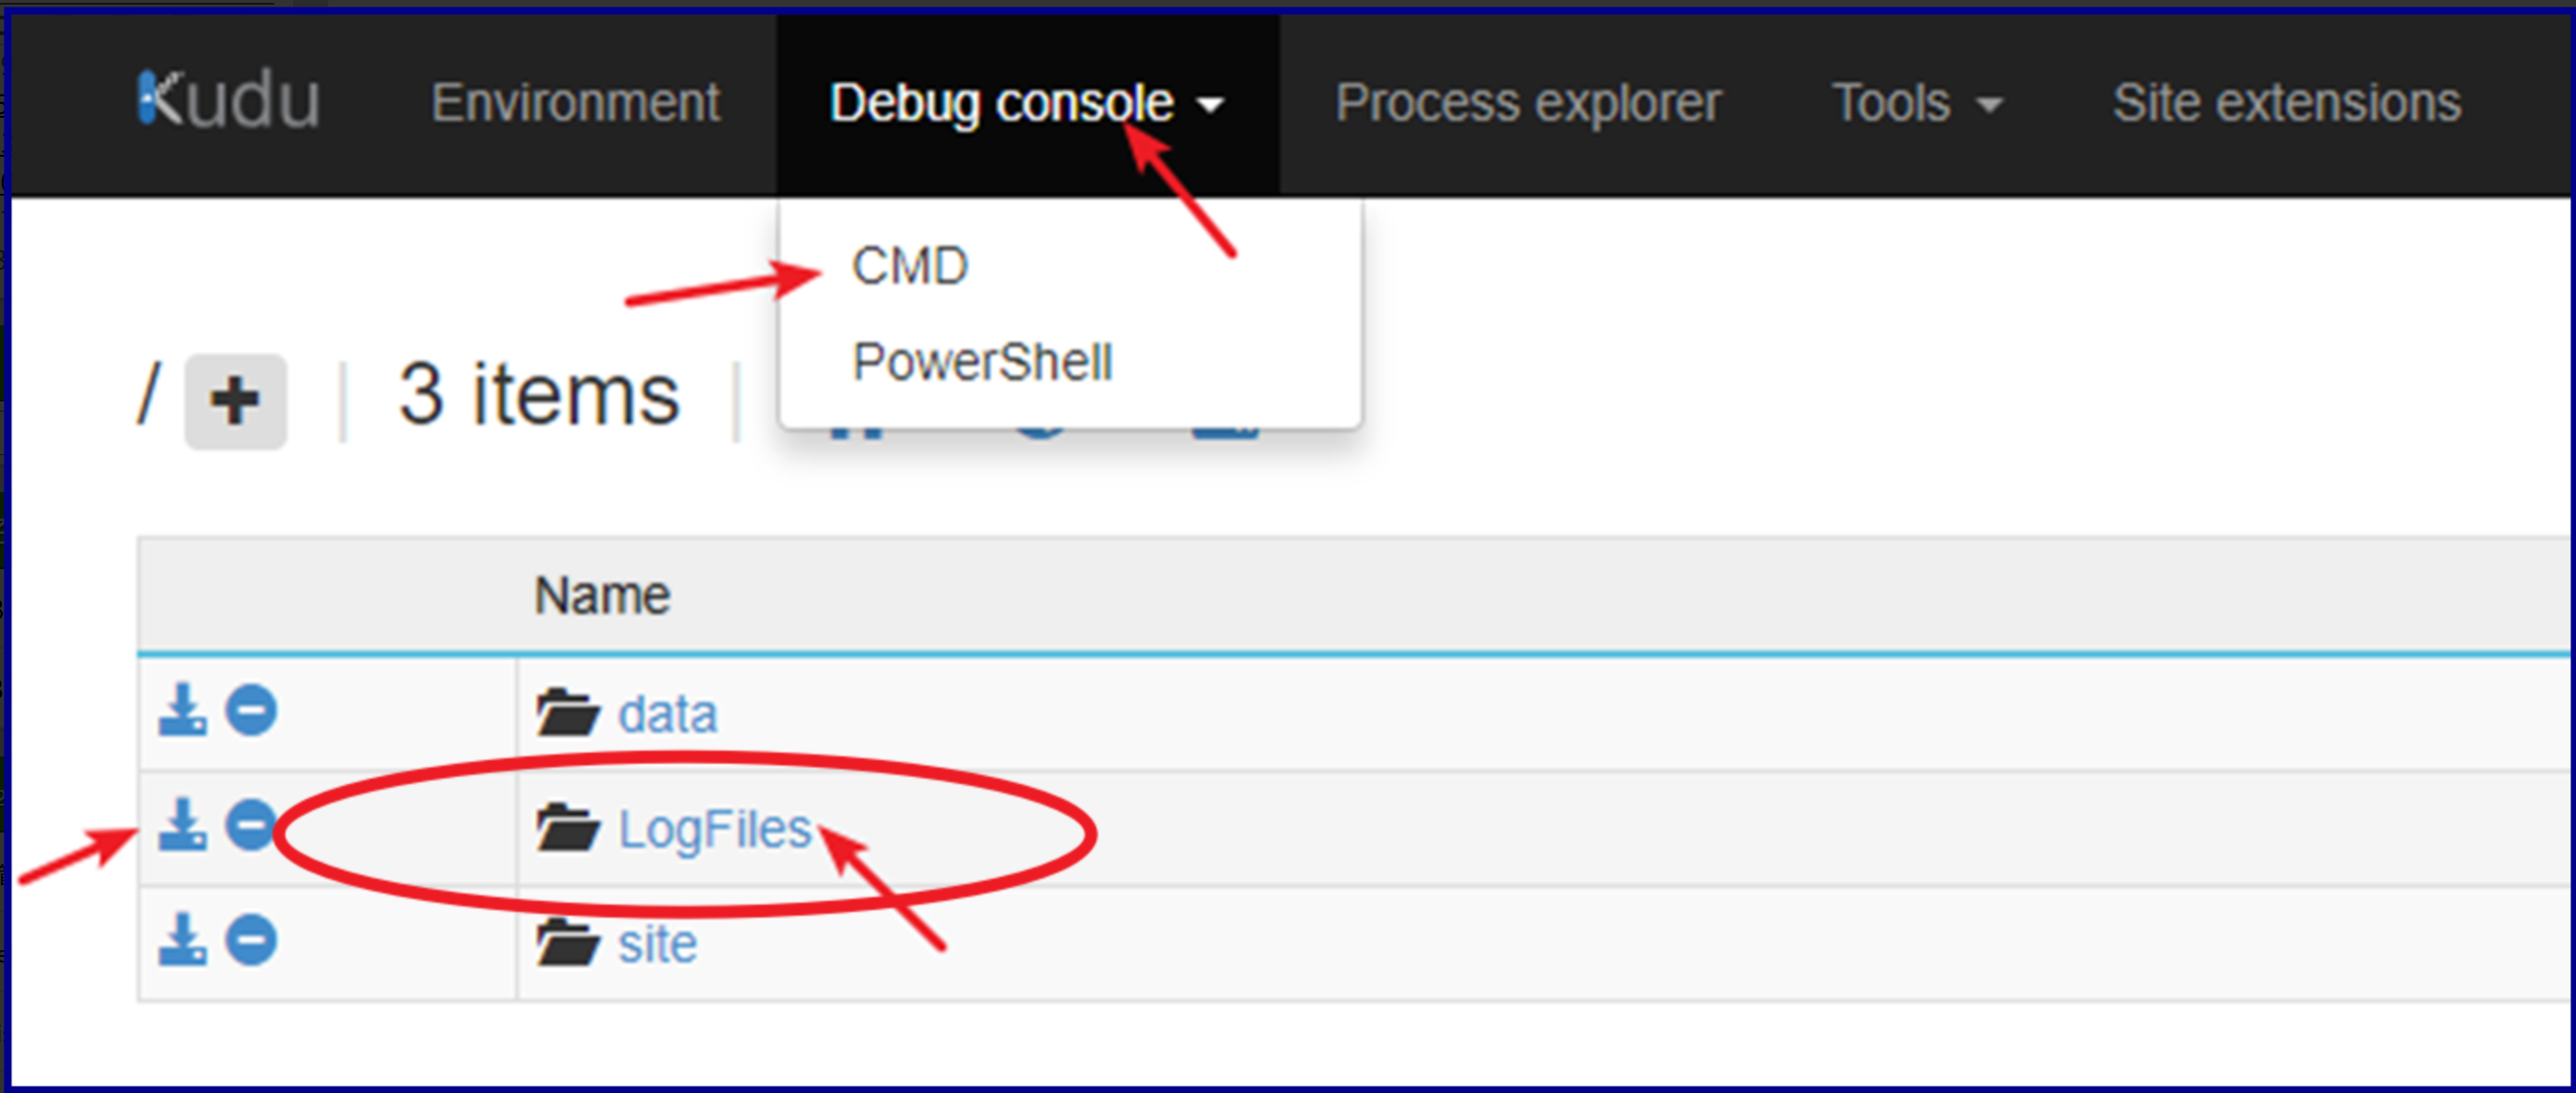 Kudu Environment Debug console Process explorer Tools Site extensions
CMD
PowerShell
/ + | 3 items |
Name
data
LogFiles
site